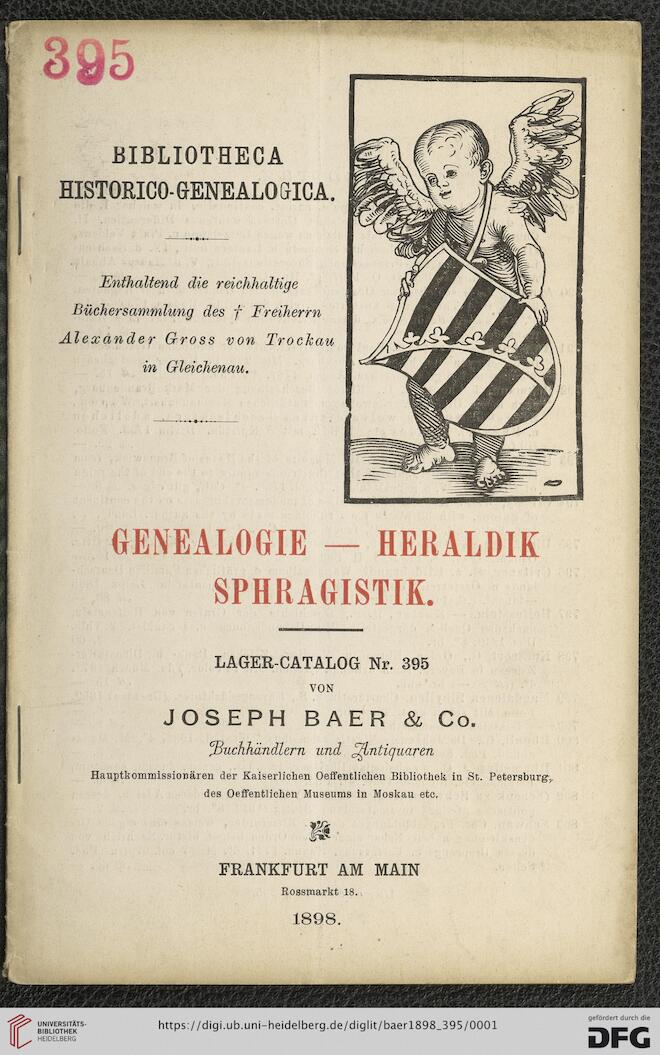 395
BIBLIOTHECA
HISTORICO-GENEALOGICA.
Enthaltend die reichhaltige
Büchersammlung des † Freiherrn
Alexander Gross von Trockau
in Gleichenau.
GENEALOGIE — HERALDIK
SPHRAGISTIK.
LAGER-CATALOG Nr. 395
VON
JOSEPH BAER & Co.
Buchhändlern und Antiquaren
Hauptkommissionären der Kaiserlichen Oeffentlichen Bibliothek in St. Petersburg,
des Oeffentlichen Museums in Moskau etc.
FRANKFURT AM MAIN
Rossmarkt 18.
1898.
UNIVERSITÄTS-
BIBLIOTHEK
HEIDELBERG
https://digi.ub.uni-heidelberg.de/diglit/baer1898_395/0001
gefördert durch die
DFG